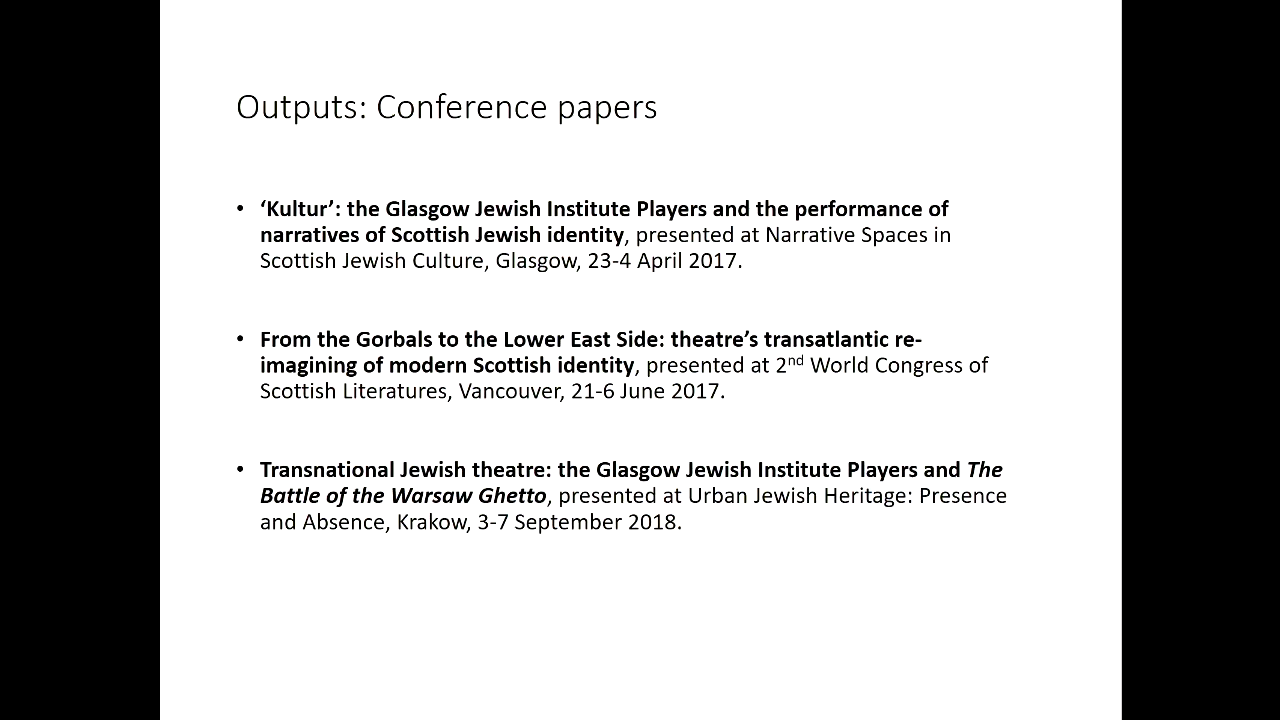 Outputs: Conference papers
• ‘Kultur’: the Glasgow Jewish Institute Players and the performance of
narratives of Scottish Jewish identity, presented at Narrative Spaces in
Scottish Jewish Culture, Glasgow, 23-4 April 2017.
• From the Gorbals to the Lower East Side: theatre’s transatlantic re-
imagining of modern Scottish identity, presented at 2nd World Congress of
Scottish Literatures, Vancouver, 21-6 June 2017.
• Transnational Jewish theatre: the Glasgow Jewish Institute Players and The
Battle of the Warsaw Ghetto, presented at Urban Jewish Heritage: Presence
and Absence, Krakow, 3-7 September 2018.